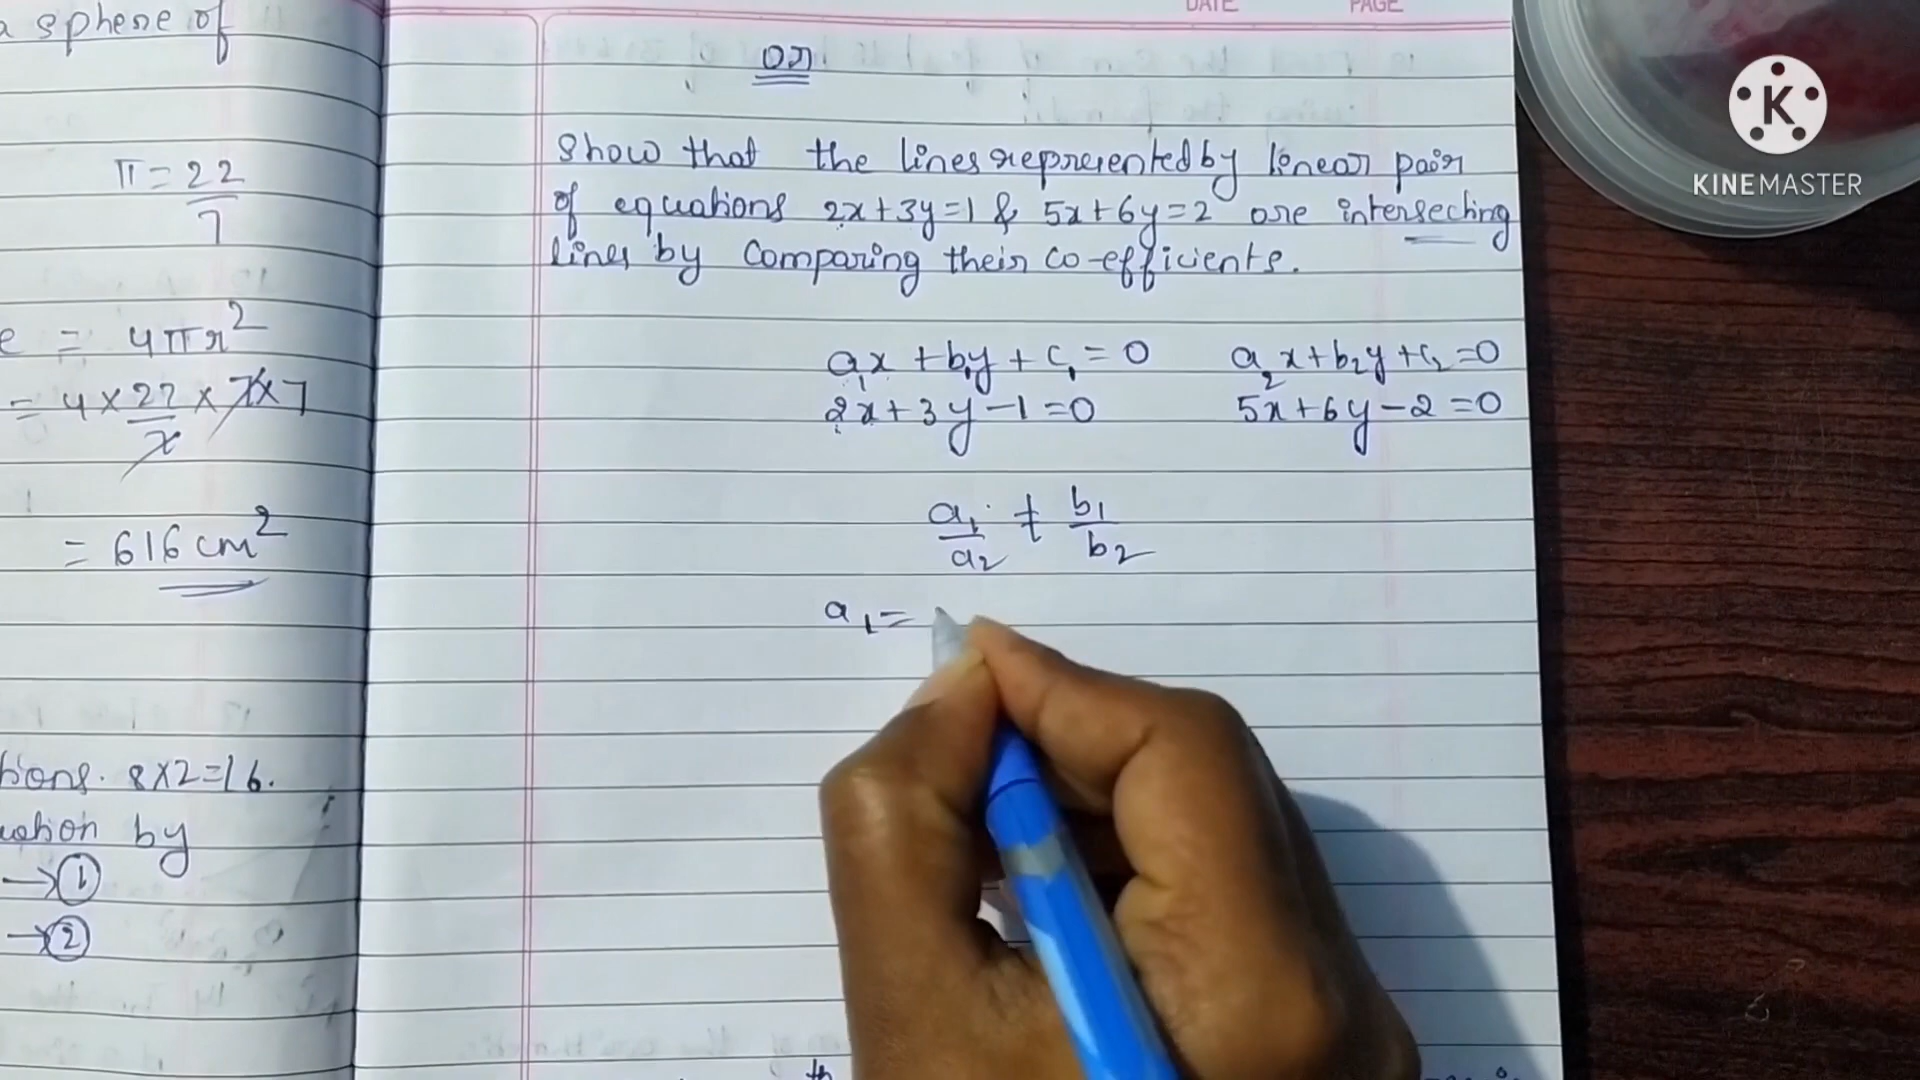 a sphere of
π = 22
7
e = 4πr2
= 4 × 22 × 7 × 7
7
= 616 cm2
8×2=16.
by
→ 1
→ 2
DATE PAGE
or
Show that the lines represented by linear pair
of equations 2x+3y=1 & 5x+6y=2 are intersecting
lines by comparing their co-efficients.
a1x + b1y + c1 = 0 a2x + b2y + c2 = 0
2x + 3y - 1 = 0 5x + 6y - 2 = 0
a1 ≠ b1
a2 b2
a1 =
th
K
KINEMASTER